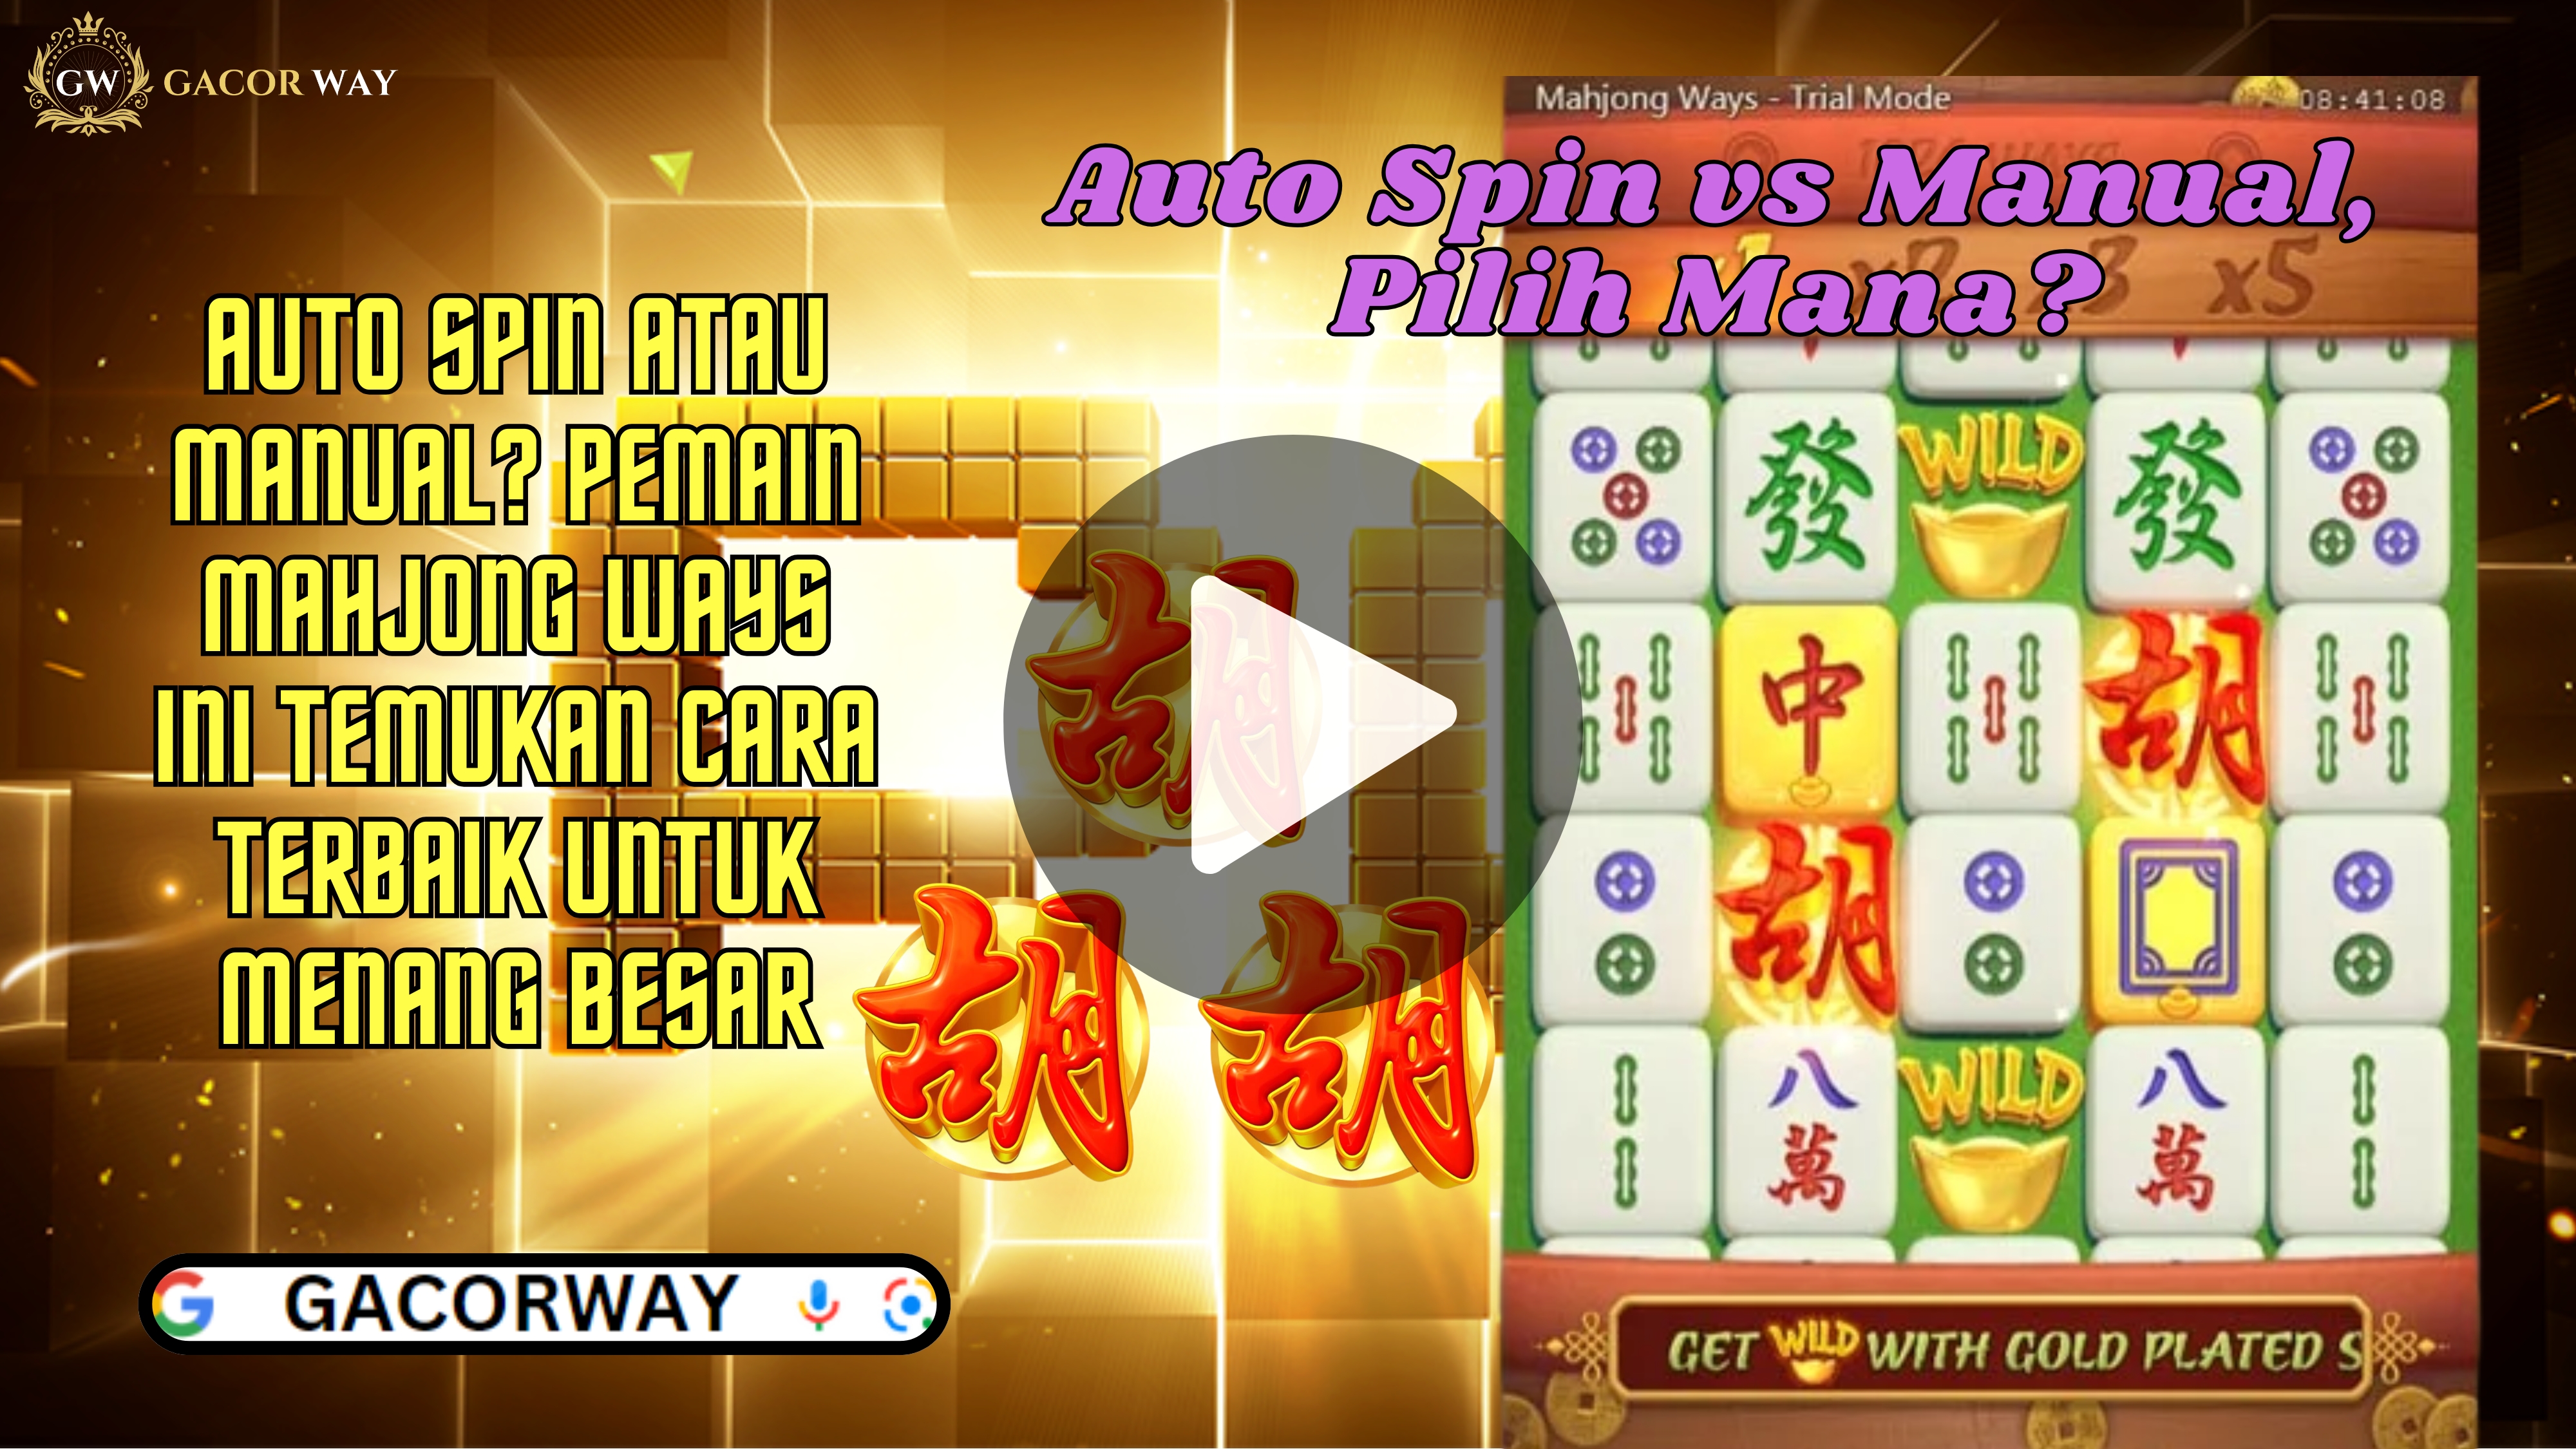 GW GACOR WAY
Mahjong Ways - Trial Mode
08:41:08
Auto Spin vs Manual,
Pilih Mana?
x5
AUTO SPIN ATAU
MANUAL? PEMAIN
MAHJONG WAYS
INI TEMUKAN CARA
TERBAIK UNTUK
MENANG BESAR
發 WILD 發
中 胡
胡
八萬 WILD 八萬
胡
胡 胡
GACORWAY
GET WILD WITH GOLD PLATED S